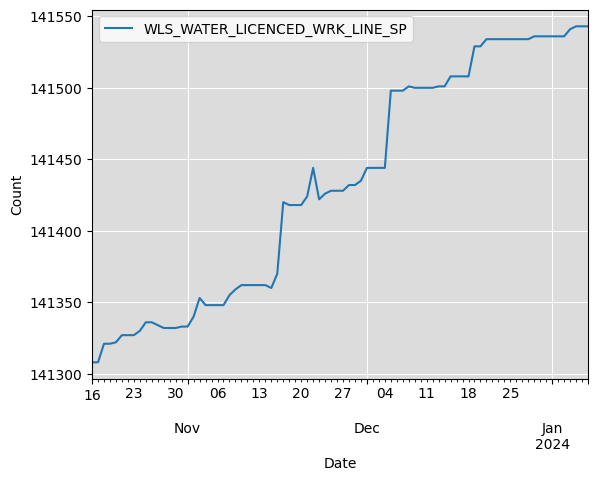 WLS_WATER_LICENCED_WRK_LINE_SP
141550
141500
141450
141400
141350
141300
Count
16 23 30 06 13 20 27 04 11 18 25
Nov Dec Jan
2024
Date